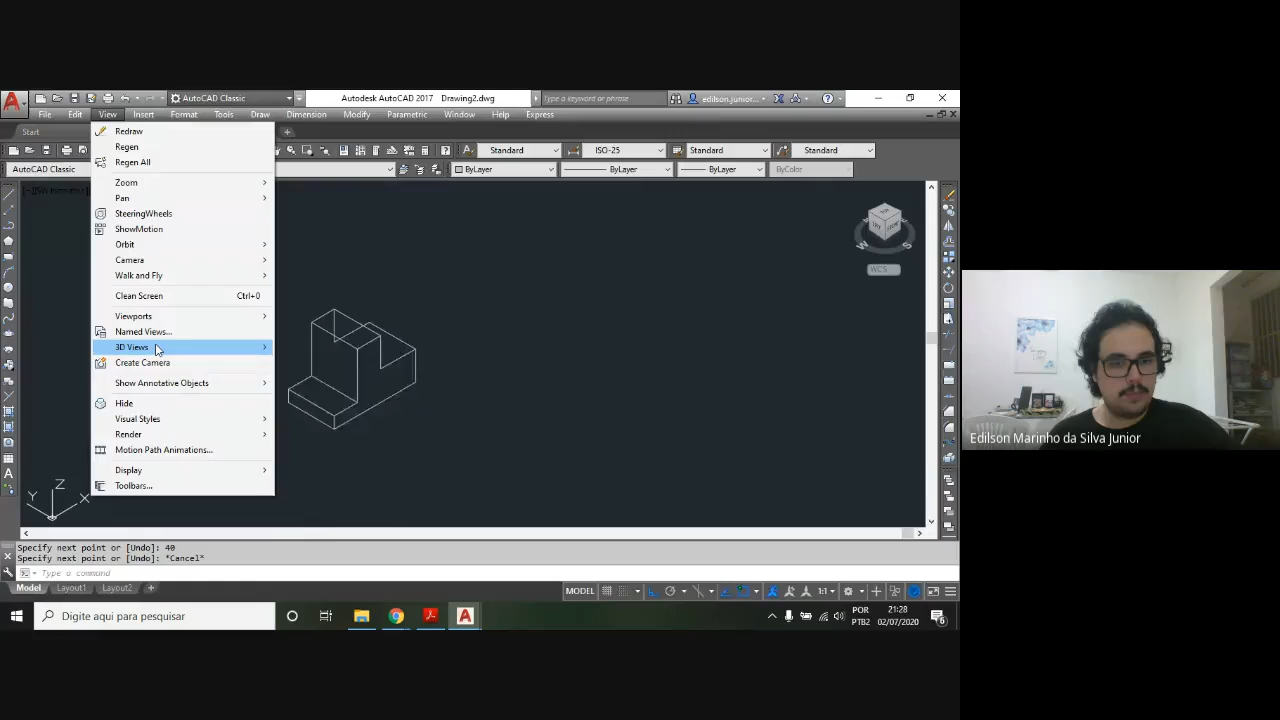 AutoCAD Classic
Autodesk AutoCAD 2017 Drawing2.dwg
Type a keyword or phrase
edilson.junior...
File Edit View Insert Format Tools Draw Dimension Modify Parametric Window Help Express
Start
Redraw
Regen
Regen All
Zoom
Pan
SteeringWheels
ShowMotion
Orbit
Camera
Walk and Fly
Clean Screen Ctrl+0
Viewports
Named Views...
3D Views
Create Camera
Show Annotative Objects
Hide
Visual Styles
Render
Motion Path Animations...
Display
Toolbars...
Standard ISO-25 Standard Standard
AutoCAD Classic ByLayer ByLayer ByLayer ByColor
TOP
W S
WCS
Y Z X
Edilson Marinho da Silva Junior
Specify next point or [Undo]: 40
Specify next point or [Undo]: *Cancel*
Type a command
Model Layout1 Layout2 +
MODEL 1:1
Digite aqui para pesquisar
POR
PTB2
21:28
02/07/2020
6